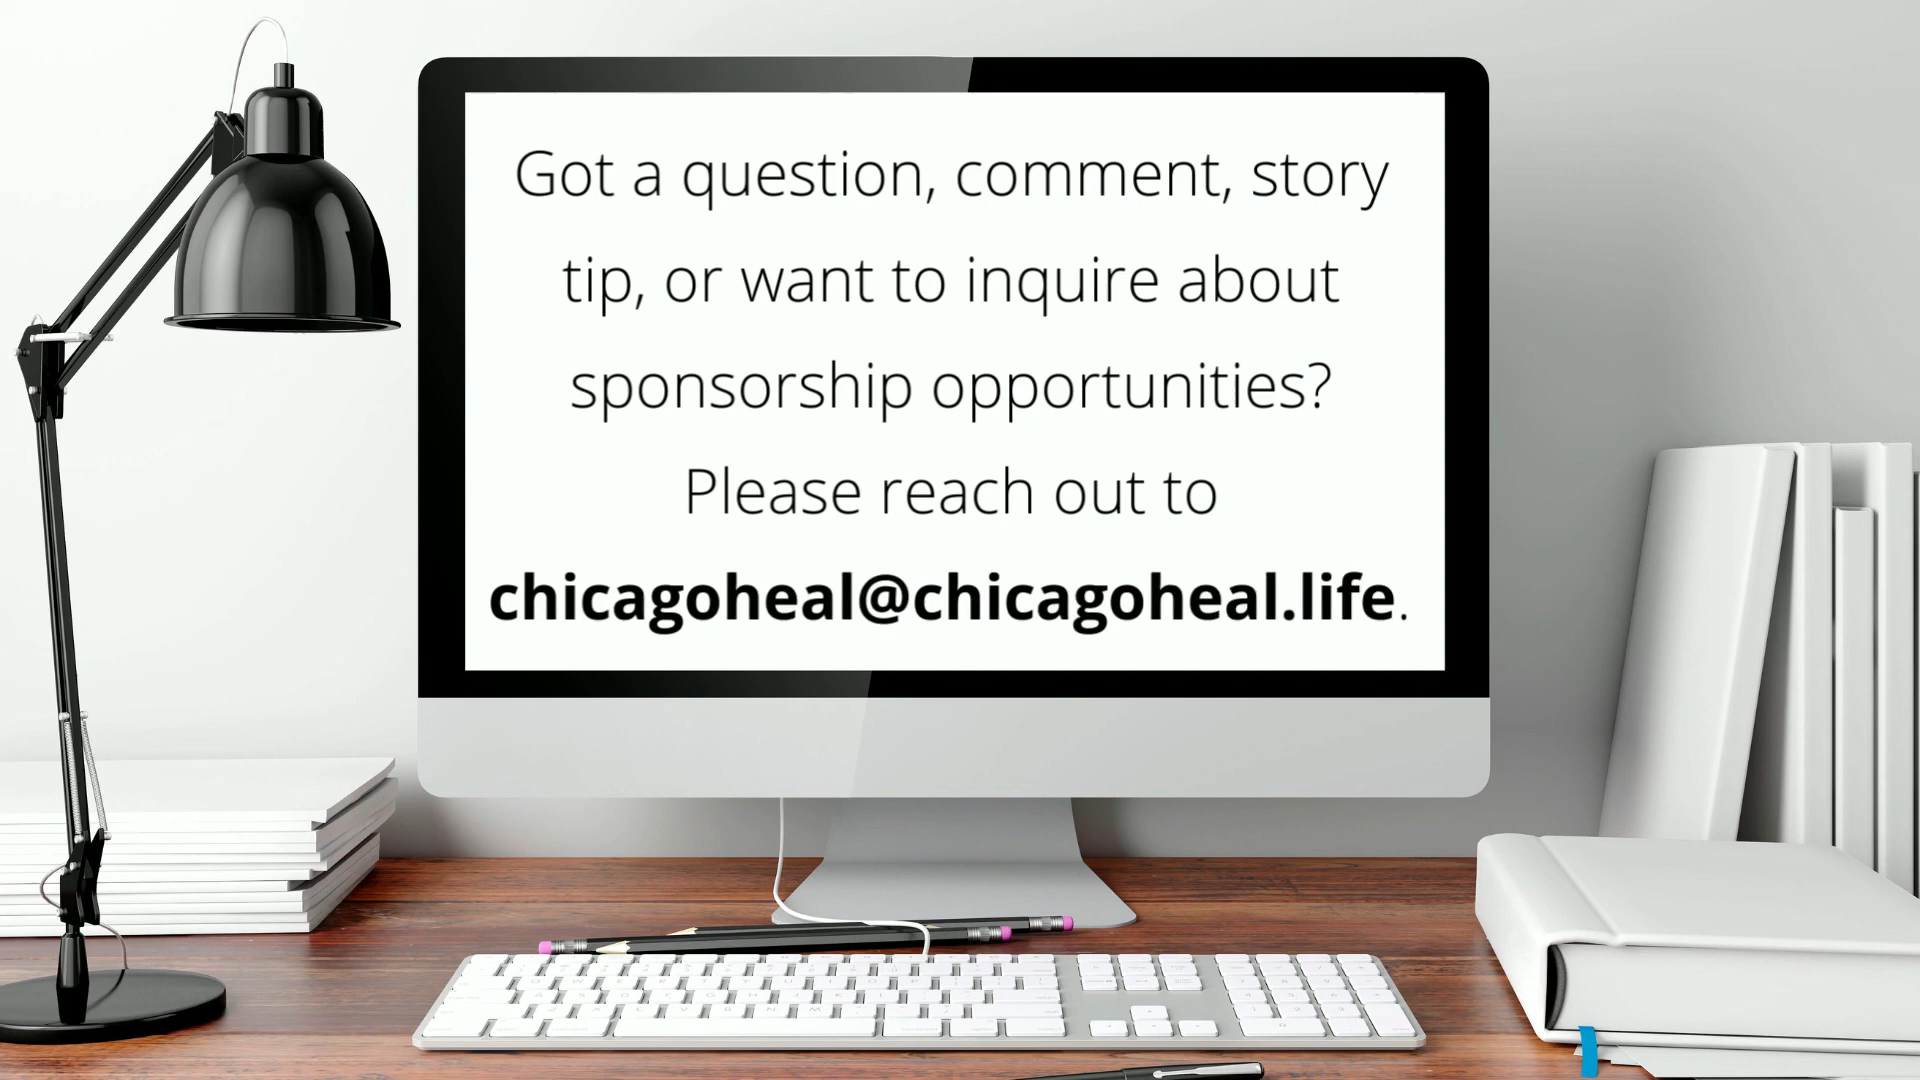 Got a question, comment, story
tip, or want to inquire about
sponsorship opportunities?
Please reach out to
chicagoheal@chicagoheal.life.